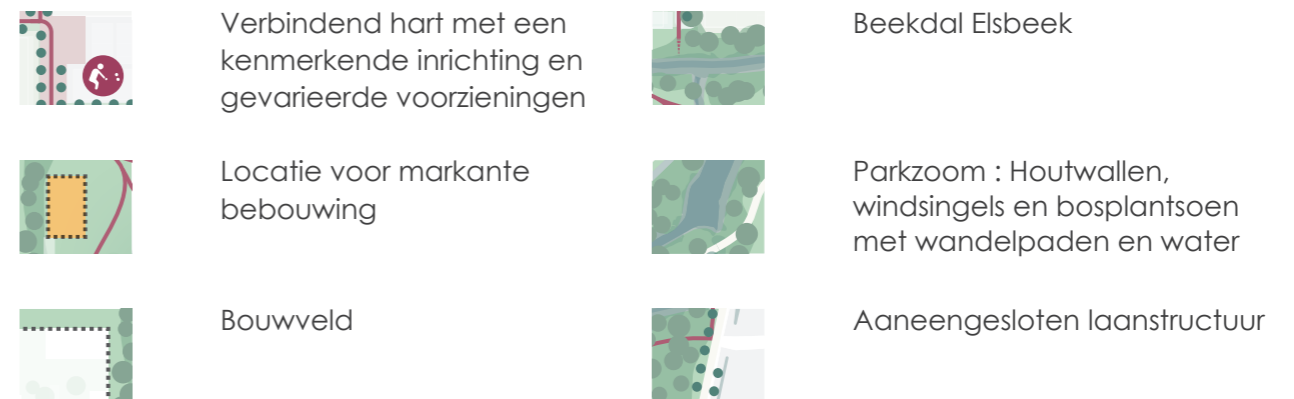 Verbindend hart met een
kenmerkende inrichting en
gevarieerde voorzieningen
Locatie voor markante
bebouwing
Bouwveld
Beekdal Elsbeek
Parkzoom : Houtwallen,
windsingels en bosplantsoen
met wandelpaden en water
Aaneengesloten laanstructuur